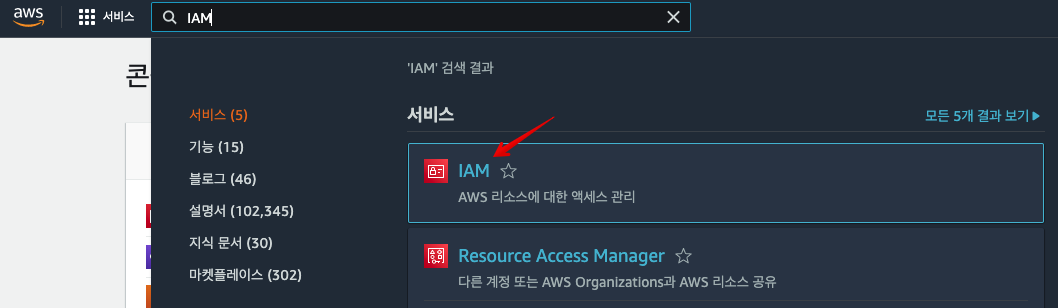 aws
서비스
IAM
콘
'IAM' 검색 결과
서비스 (5)
기능 (15)
블로그 (46)
설명서 (102,345)
지식 문서 (30)
마켓플레이스 (302)
서비스
모든 5개 결과 보기
IAM
AWS 리소스에 대한 액세스 관리
Resource Access Manager
다른 계정 또는 AWS Organizations과 AWS 리소스 공유